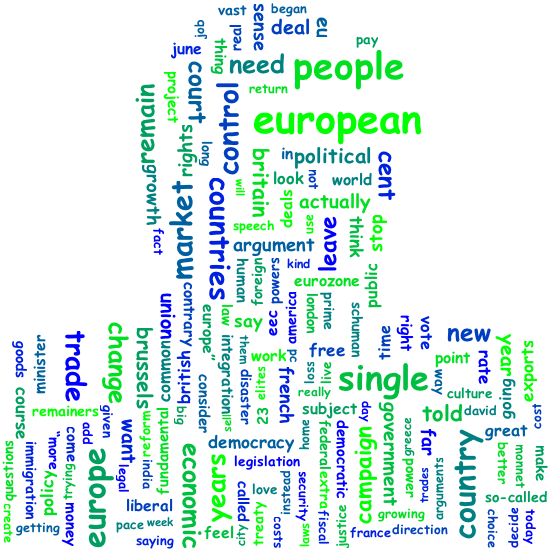 vast
began
job
real
sense
deal
eu
june
thing
pay
project
court
need
people
return
remain
control
european
rights
long
britain
in
political
cent
growth
market
countries
will
look
not
world
deals
actually
fact
speech
use
leave
think
stop
argument
human
foreign
powers
kind
eurozone
public
contrary
union
law
say
eec
america
london
prime
schuman
time
right
vote
new
year
exports
goods
minister
trade
change
brussels
common
british
europe”
integration
them
work
disaster
elites
23
french
pc
loss
free
live
really
single
rate
point
way
culture
going
course
remainers
given
consider
big
gas
subject
day
told
david
great
cost
add
want
reform
fundamental
democracy
home
federal
democratic
government
campaign
greece
power
far
trades
arguments
country
better
monnet
make
questions
create
immigration
“more
policy
trying
come
money
legal
india
europe
liberal
economic
years
legislation
called
city
feel
love
treaty
costs
instead
security
laws
extra
fiscal
justice
growing
france
direction
so-called
choice
decide
today
getting
pace
week
saying